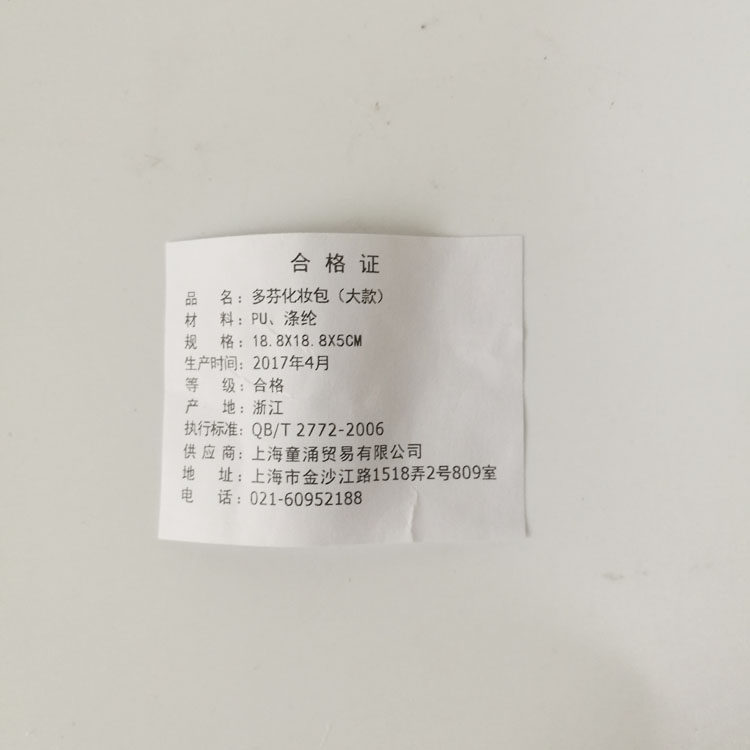 合格证
品名：多芬化妆包（大款）
材料：PU、涤纶
规格：18.8X18.8X5CM
生产时间：2017年4月
等级：合格
产地：浙江
执行标准：QB/T 2772-2006
供应商：上海童涌贸易有限公司
地址：上海市金沙江路1518弄2号809室
电话：021-60952188